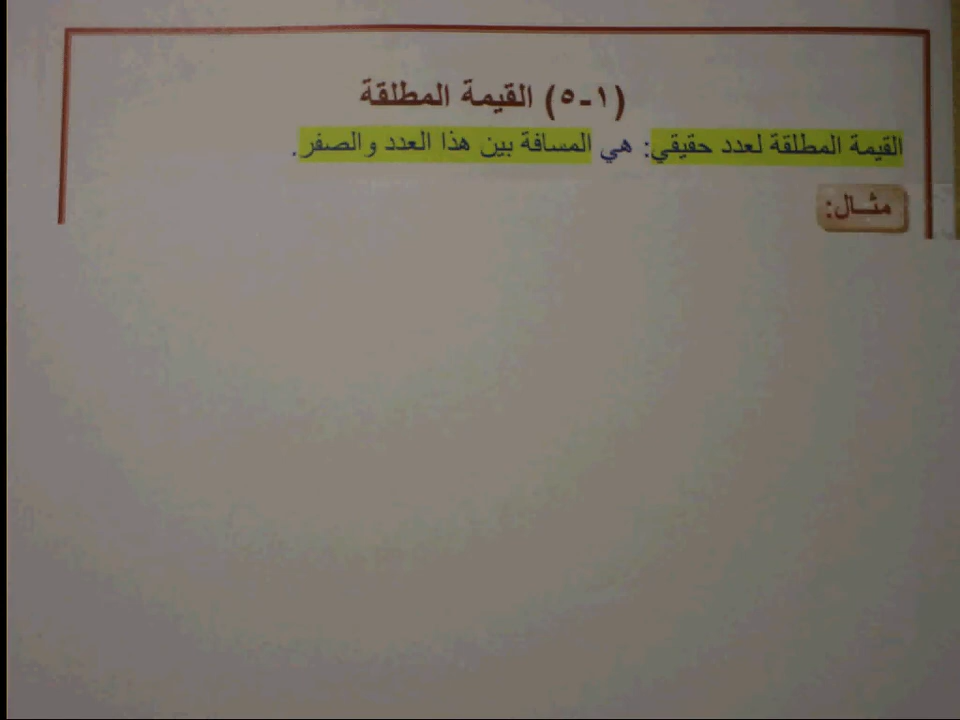 (١-٥) القيمة المطلقة
القيمة المطلقة لعدد حقيقي: هي المسافة بين هذا العدد والصفر.
مثال: